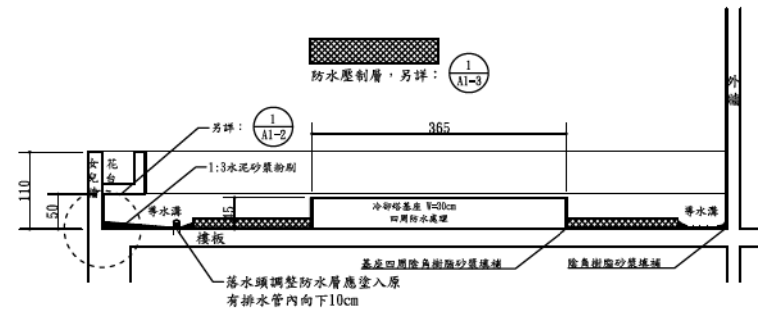 防水壓制層，另詳：
1
A1-3
外牆
另詳：
1
A1-2
365
女兒牆
花台
1:3水泥砂漿粉刷
110
50
導水溝
45
冷卻塔基座 W=30cm
四周防水處理
導水溝
樓板
基座四周陰角樹脂砂漿填補
陰角樹脂砂漿填補
落水頭調整防水層應塗入原
有排水管內向下10cm